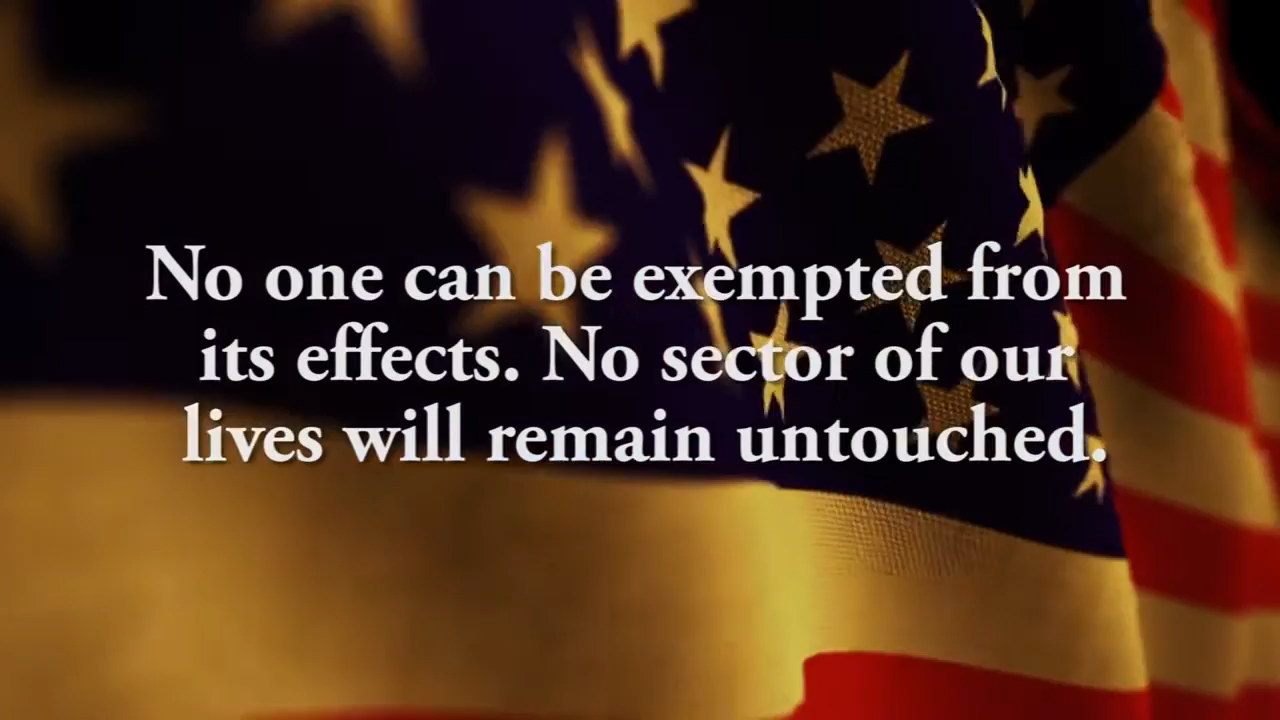 No one can be exempted from
its effects. No sector of our
lives will remain untouched.